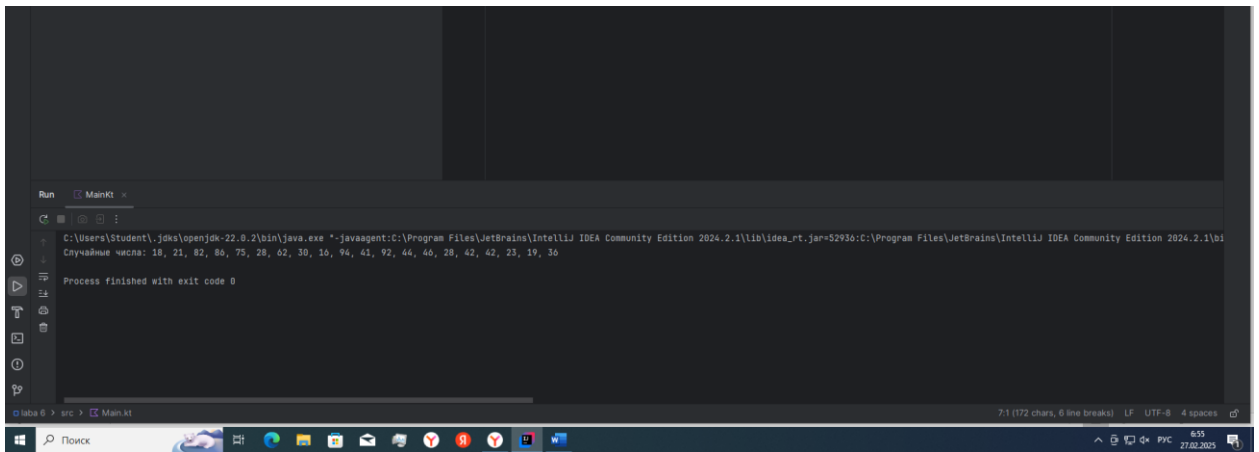 Run MainKt ×
C:\Users\Student\.jdks\openjdk-22.0.2\bin\java.exe "-javaagent:C:\Program Files\JetBrains\IntelliJ IDEA Community Edition 2024.2.1\lib\idea_rt.jar=52936:C:\Program Files\JetBrains\IntelliJ IDEA Community Edition 2024.2.1\bi
Случайные числа: 18, 21, 82, 86, 75, 28, 62, 30, 16, 94, 41, 92, 44, 46, 28, 42, 42, 23, 19, 36
Process finished with exit code 0
laba 6 > src > Main.kt 7:1 (172 chars, 6 line breaks) LF UTF-8 4 spaces
Поиск РУС 6:55
27.02.2025